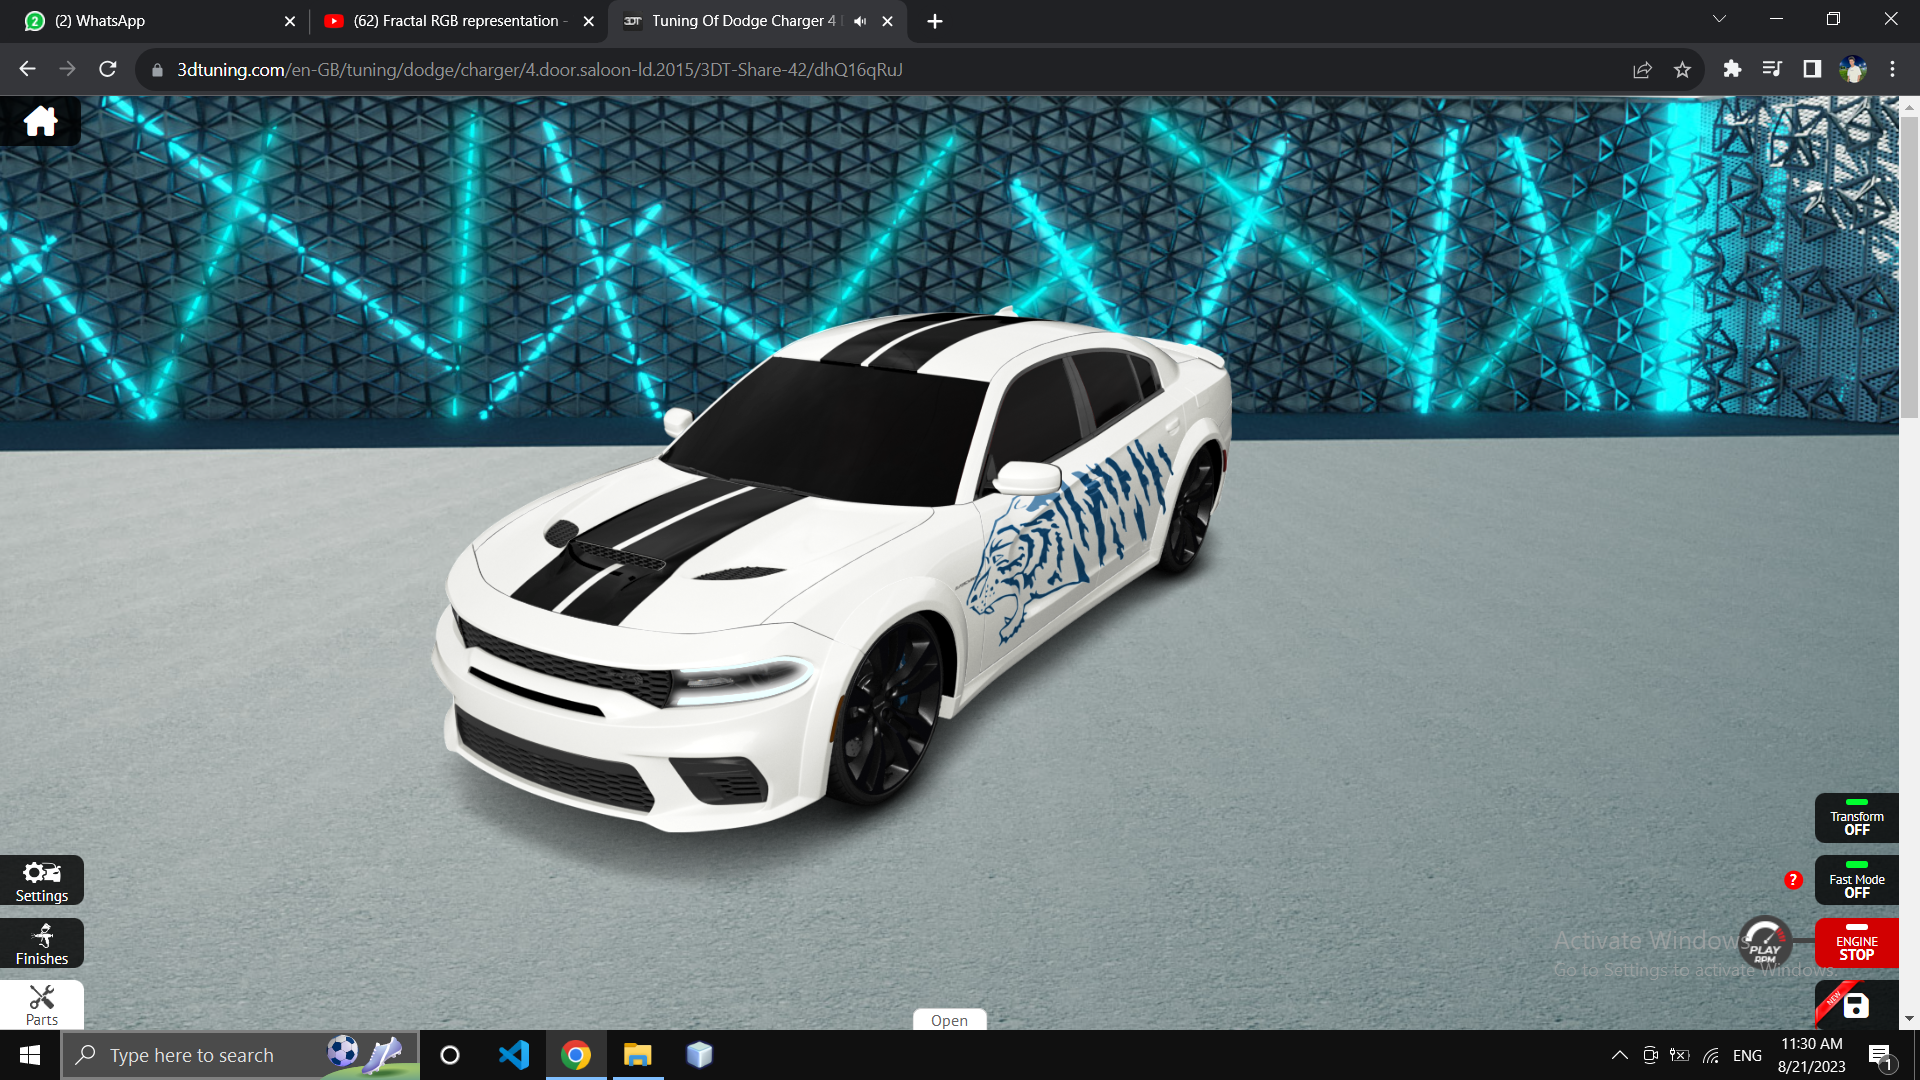 (2) WhatsApp
(62) Fractal RGB representation -
3DT Tuning Of Dodge Charger 4
3dtuning.com/en-GB/tuning/dodge/charger/4.door.saloon-ld.2015/3DT-Share-42/dhQ16qRuJ
Transform
OFF
Settings
?
Fast Mode
OFF
Finishes
Activate Windows
Go to Settings to activate Windows.
PLAY
RPM
ENGINE
STOP
Parts
Open
NEW
Type here to search
ENG
11:30 AM
8/21/2023
1